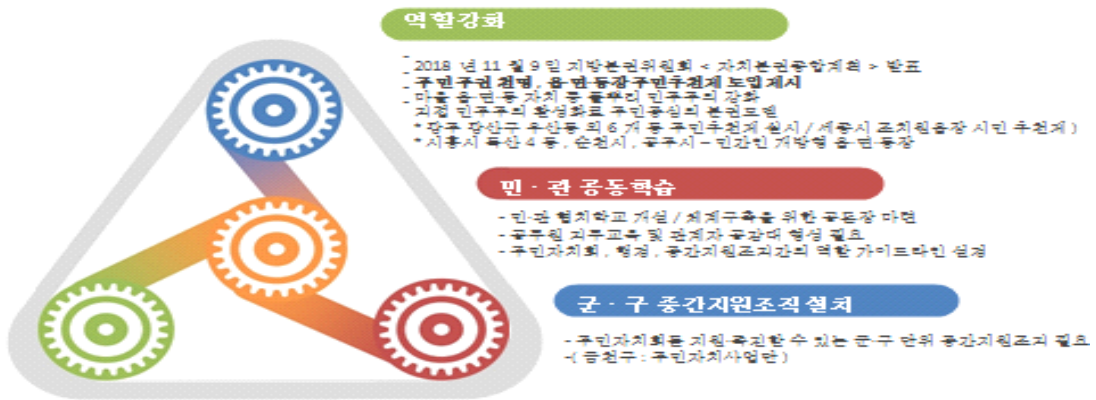 역할강화
- 2018 년 11 월 9 일 지방분권위원회 < 자치분권종합계획 > 발표
- 주민주권 천명, 읍·면·동장 주민추천제 도입 제시
- 마을 읍·면·동 자치 등 풀뿌리 민주주의 강화
- 직접 민주주의 활성화로 주민중심의 분권모델
* 광주 광산구 우산동 외 6 개 동 주민추천제 실시 / 세종시 조치원읍장 시민 추천제 )
* 시흥시 4 동 , 순천시 , 공주시 – 민간인 개방형 읍·면·동장
민 · 관 공동학습
- 민·관 협치학교 개설 / 체계구축을 위한 공론장 마련
- 공무원 직무교육 및 관계자 공감대 형성 필요
- 주민자치회 , 행정 , 중간지원조직간의 역할 가이드라인 설정
군 · 구 중간지원조직 설치
- 주민자치회를 지원·촉진할 수 있는 군·구 단위 중간지원조직 필요
-( 금천구 : 주민자치사업단 )